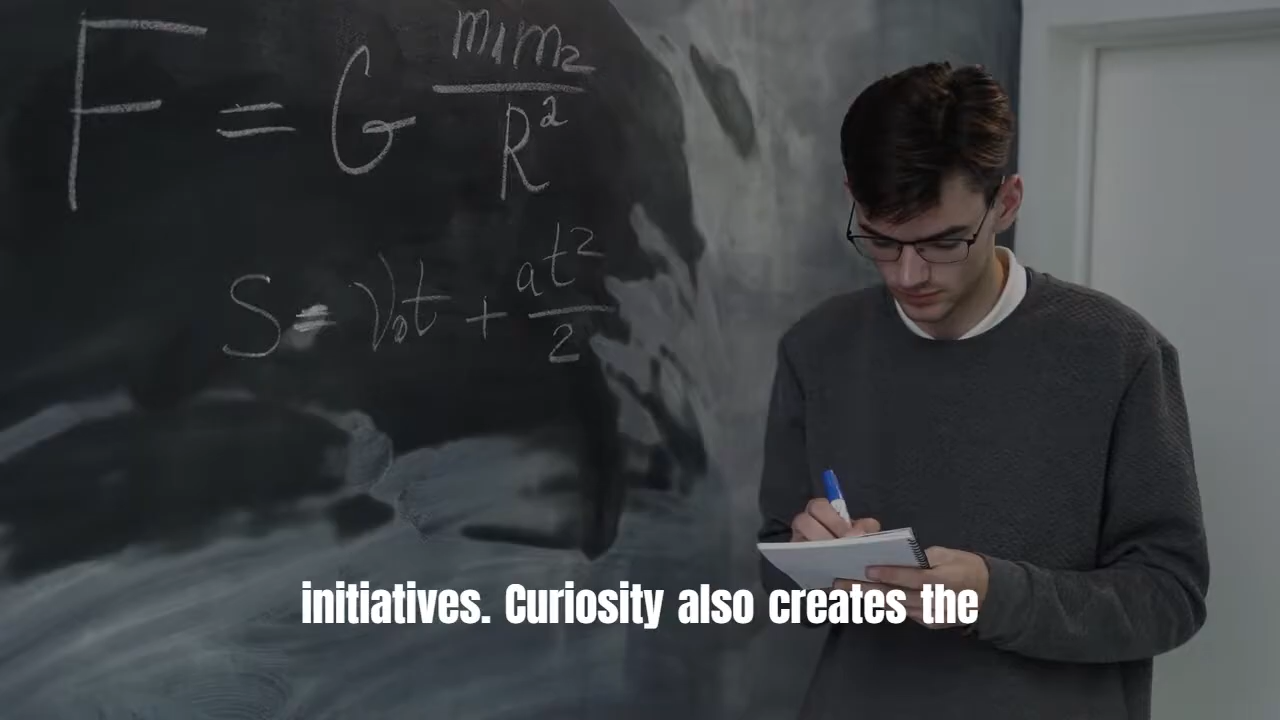 F = G m₁m₂ / R²
S = V₀t + at² / 2
initiatives. Curiosity also creates the